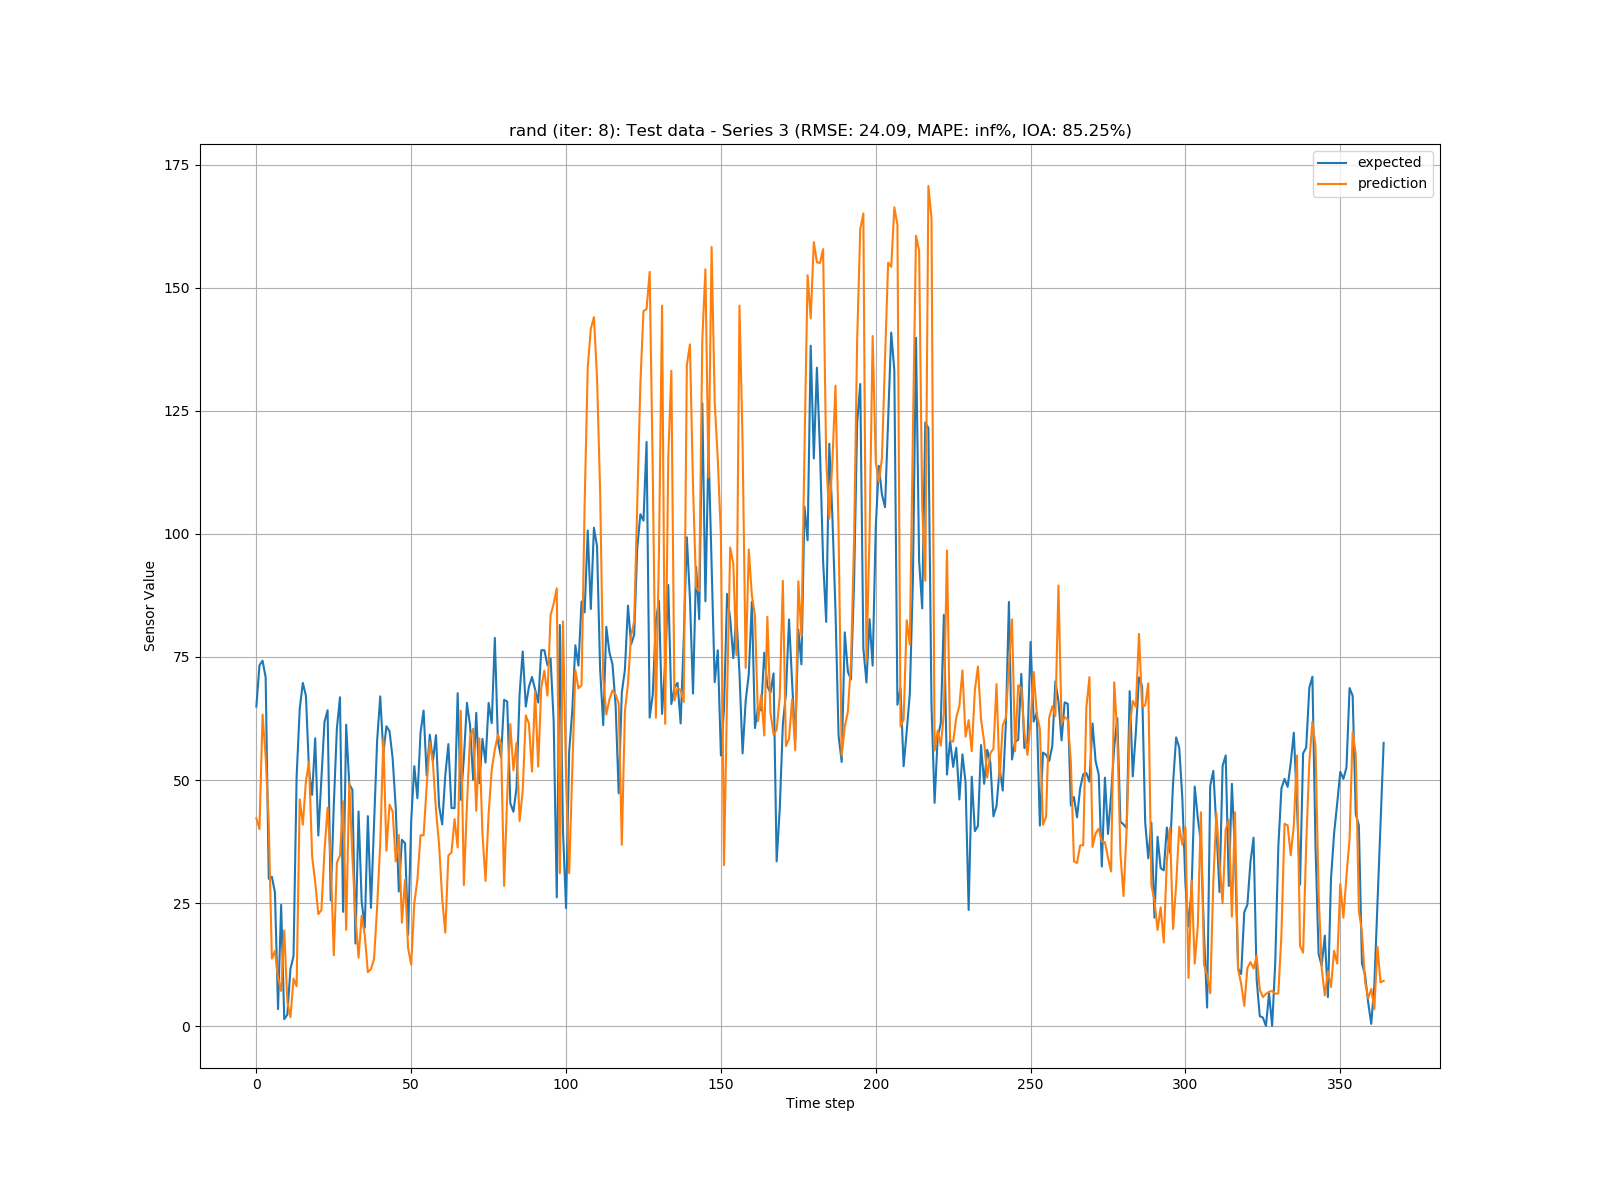 rand (iter: 8): Test data - Series 3 (RMSE: 24.09, MAPE: inf%, IOA: 85.25%)
expected
prediction
175
150
125
100
75
50
25
0
Sensor Value
0 50 100 150 200 250 300 350
Time step